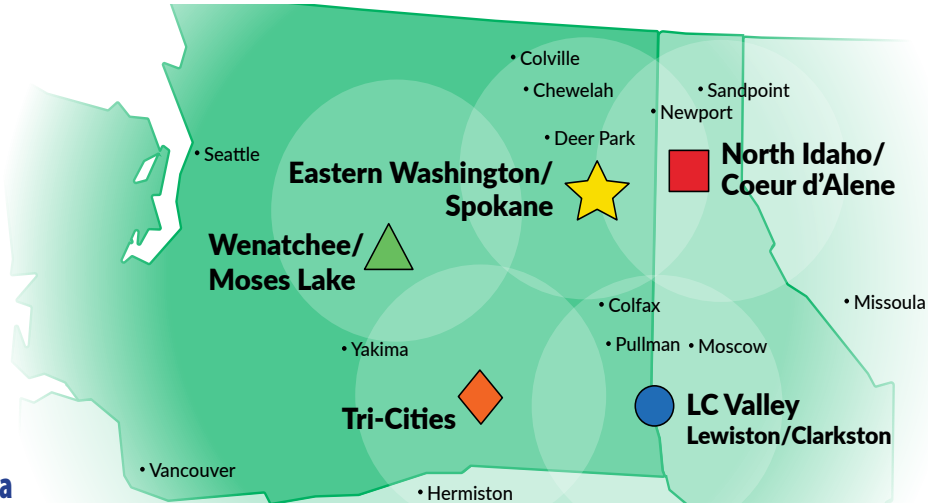 • Colville
• Chewelah
• Sandpoint
• Newport
• Deer Park
• Seattle
North Idaho/
Coeur d’Alene
Eastern Washington/
Spokane
Wenatchee/
Moses Lake
• Colfax
• Missoula
• Yakima
• Pullman
• Moscow
Tri-Cities
LC Valley
Lewiston/Clarkston
• Vancouver
a
• Hermiston